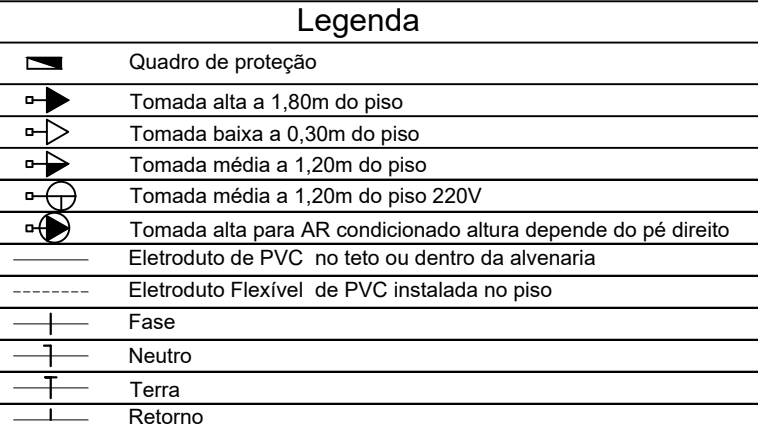 Legenda
Quadro de proteção
Tomada alta a 1,80m do piso
Tomada baixa a 0,30m do piso
Tomada média a 1,20m do piso
Tomada média a 1,20m do piso 220V
Tomada alta para AR condicionado altura depende do pé direito
Eletroduto de PVC no teto ou dentro da alvenaria
Eletroduto Flexível de PVC instalada no piso
Fase
Neutro
Terra
Retorno